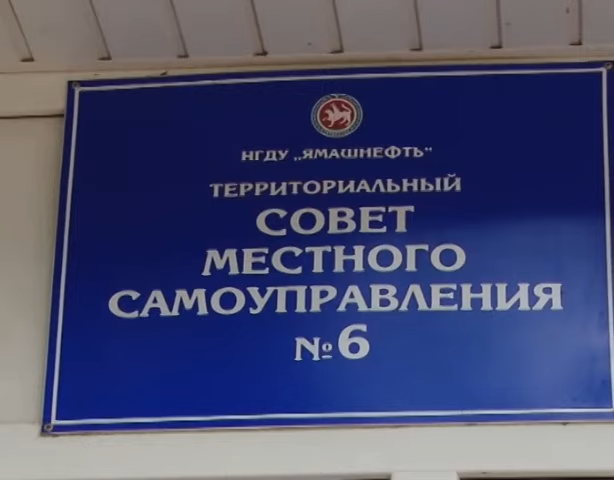 НГДУ „ЯМАШНЕФТЬ“
ТЕРРИТОРИАЛЬНЫЙ
СОВЕТ
МЕСТНОГО
САМОУПРАВЛЕНИЯ
№6